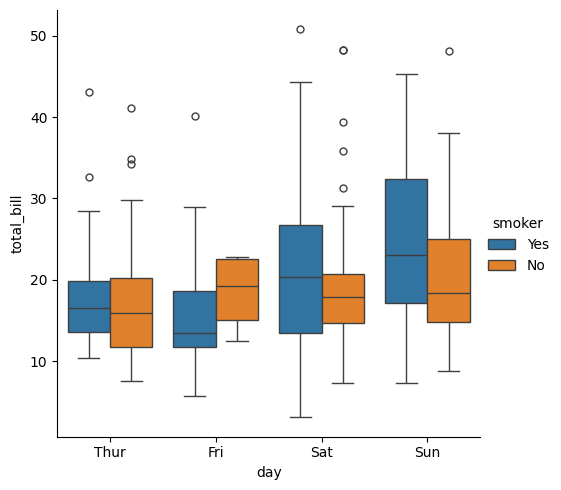 50
40
30
20
10
total_bill
Thur Fri Sat Sun
day
smoker
Yes
No